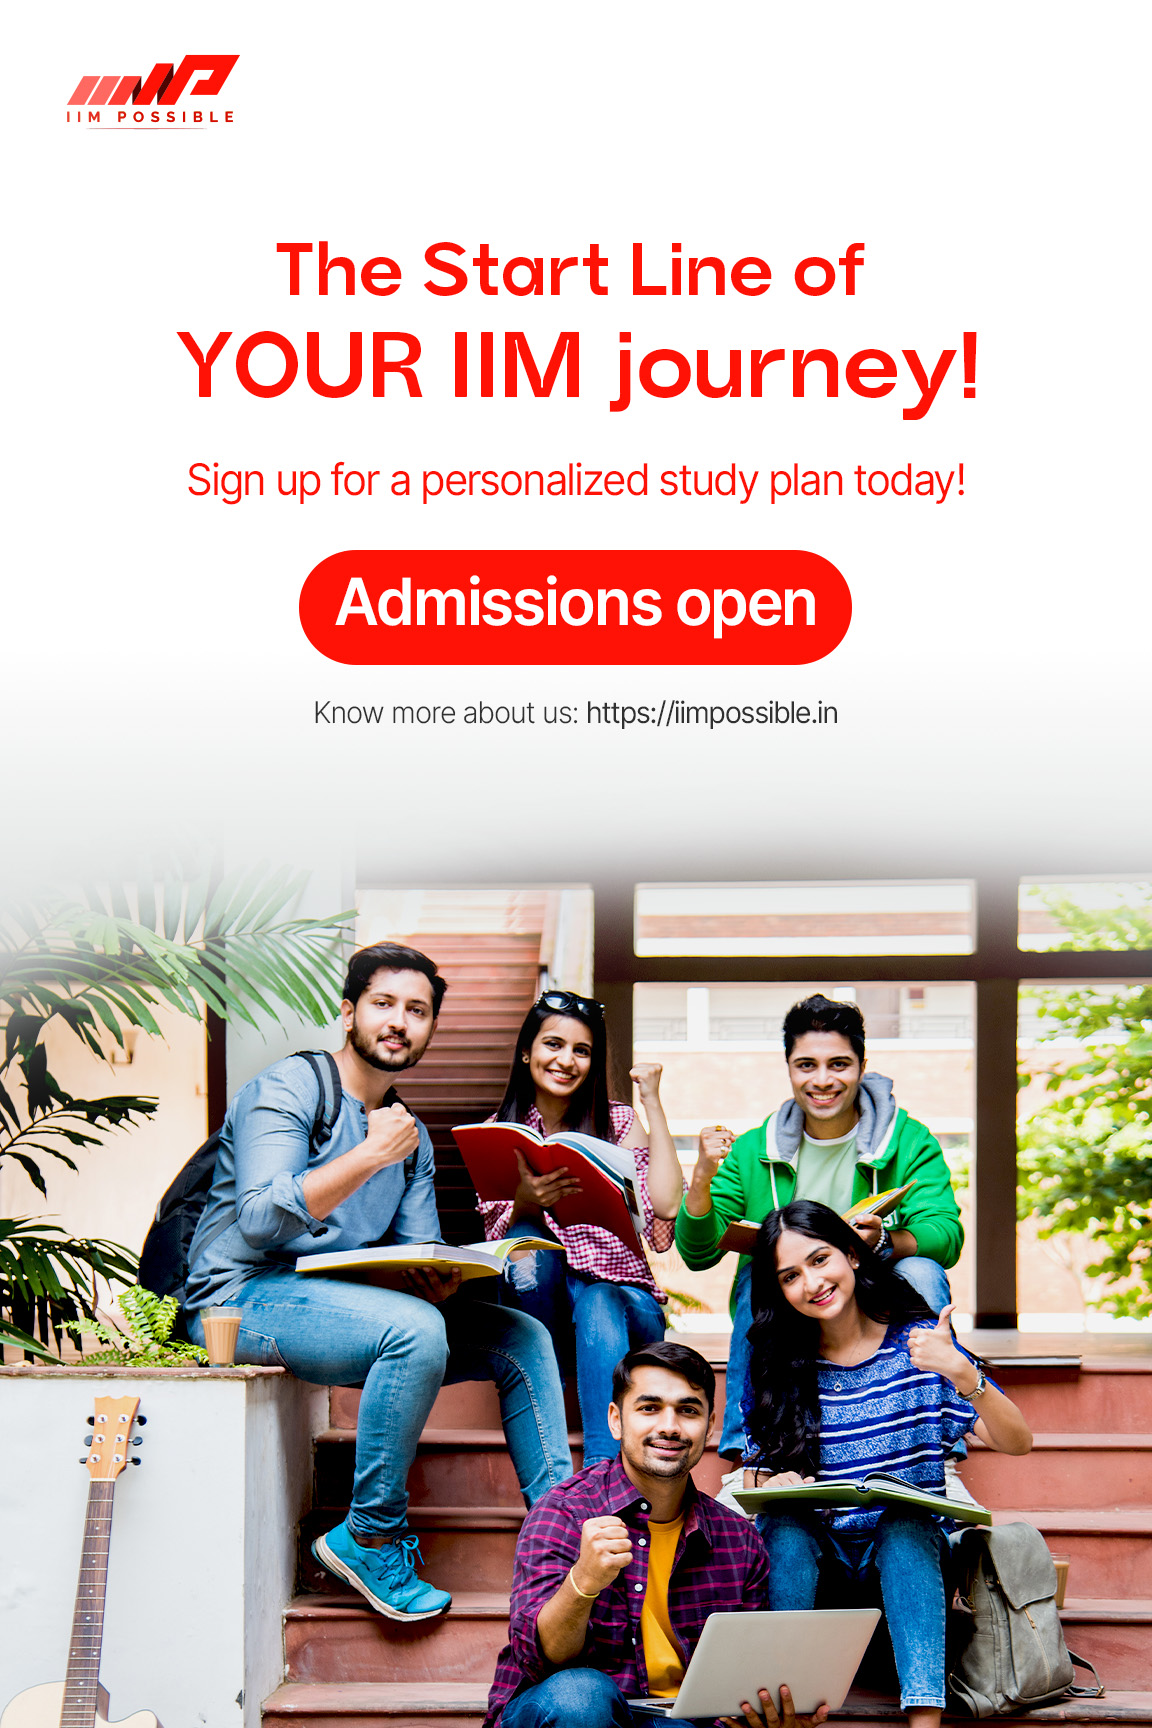 IIM POSSIBLE
The Start Line of
YOUR IIM journey!
Sign up for a personalized study plan today!
Admissions open
Know more about us: https://iimpossible.in